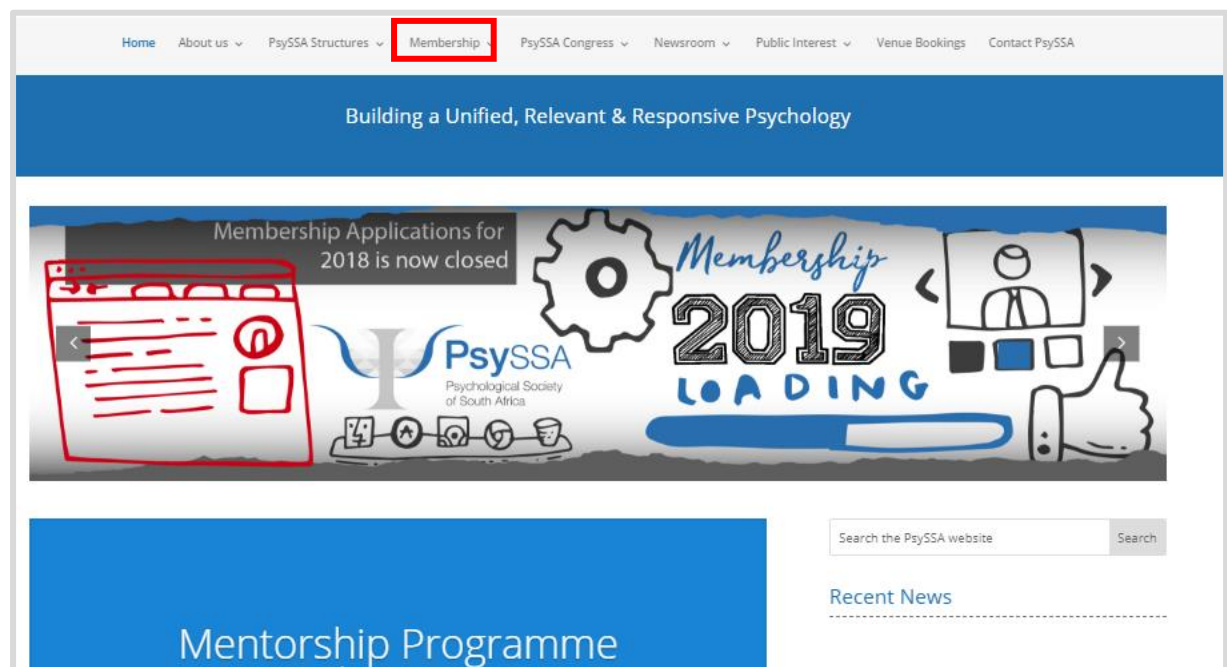 Home About us PsySSA Structures Membership PsySSA Congress Newsroom Public Interest Venue Bookings Contact PsySSA
Building a Unified, Relevant & Responsive Psychology
Membership Applications for
2018 is now closed
PsySSA
Psychological Society
of South Africa
Membership
2019
LOADING
Search the PsySSA website Search
Recent News
Mentorship Programme